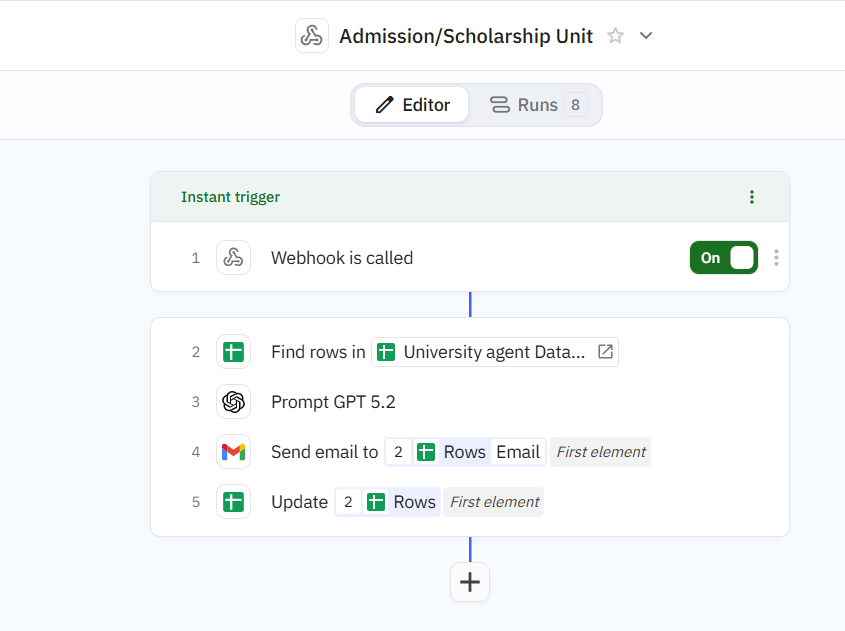 Admission/Scholarship Unit
Editor Runs 8
Instant trigger
1 Webhook is called On
2 Find rows in University agent Data...
3 Prompt GPT 5.2
4 Send email to 2 Rows Email First element
5 Update 2 Rows First element